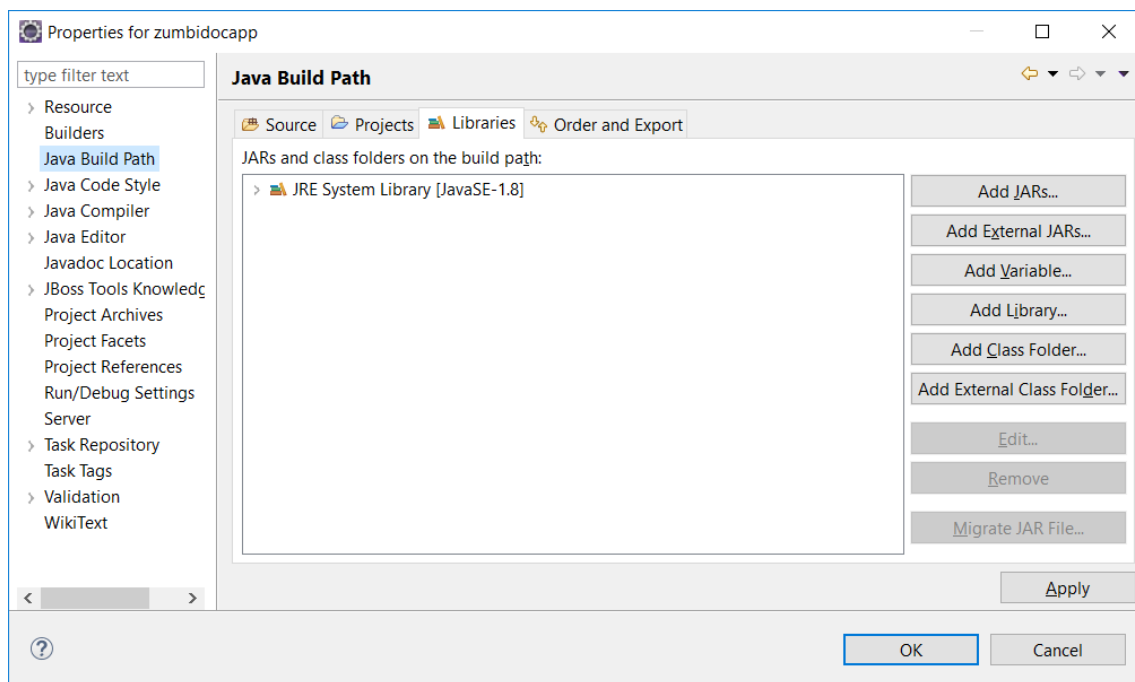 Properties for zumbidocapp
type filter text
Resource
Builders
Java Build Path
Java Code Style
Java Compiler
Java Editor
Javadoc Location
JBoss Tools Knowledg
Project Archives
Project Facets
Project References
Run/Debug Settings
Server
Task Repository
Task Tags
Validation
WikiText
Java Build Path
Source Projects Libraries Order and Export
JARs and class folders on the build path:
JRE System Library [JavaSE-1.8]
Add JARs...
Add External JARs...
Add Variable...
Add Library...
Add Class Folder...
Add External Class Folder...
Edit...
Remove
Migrate JAR File...
Apply
?
OK Cancel